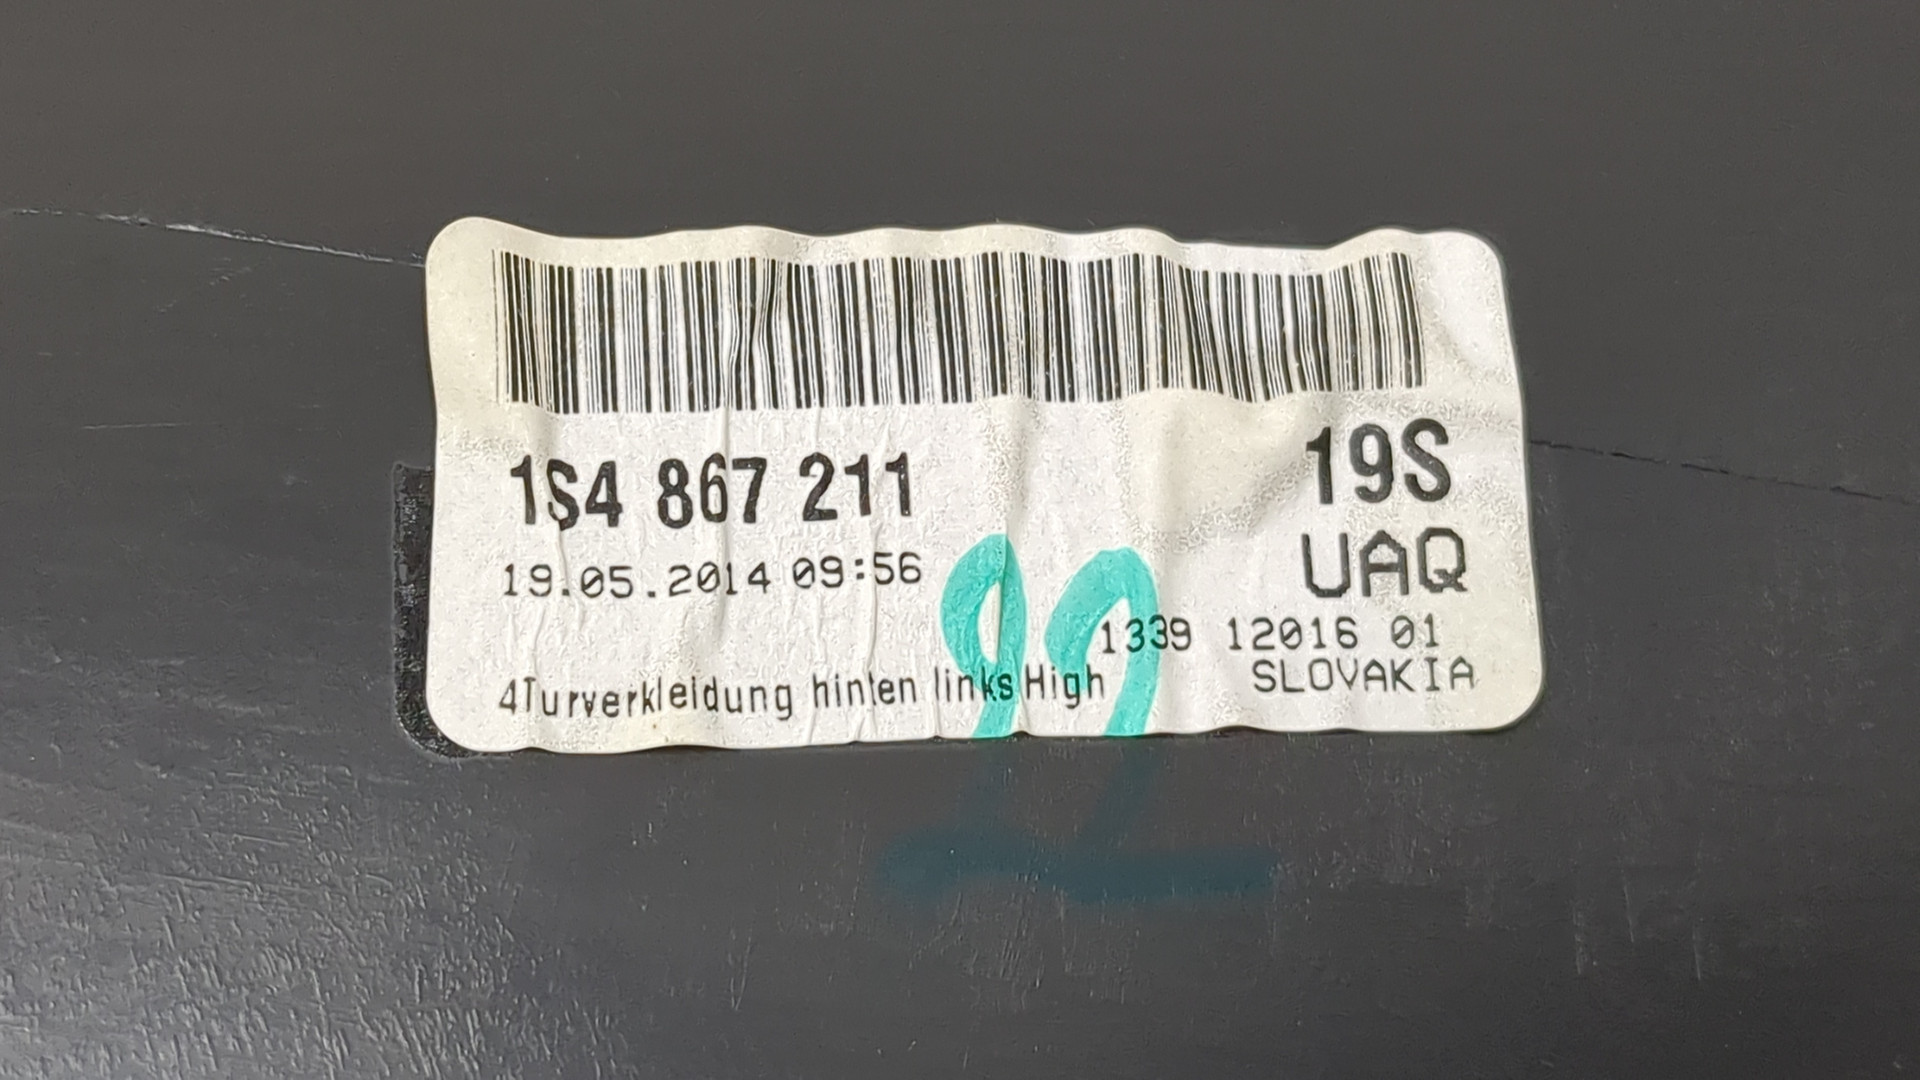 1S4 867 211 19S
19.05.2014 09:56 UAQ
1339 12016 01
4Turverkleidung hinten links High SLOVAKIA